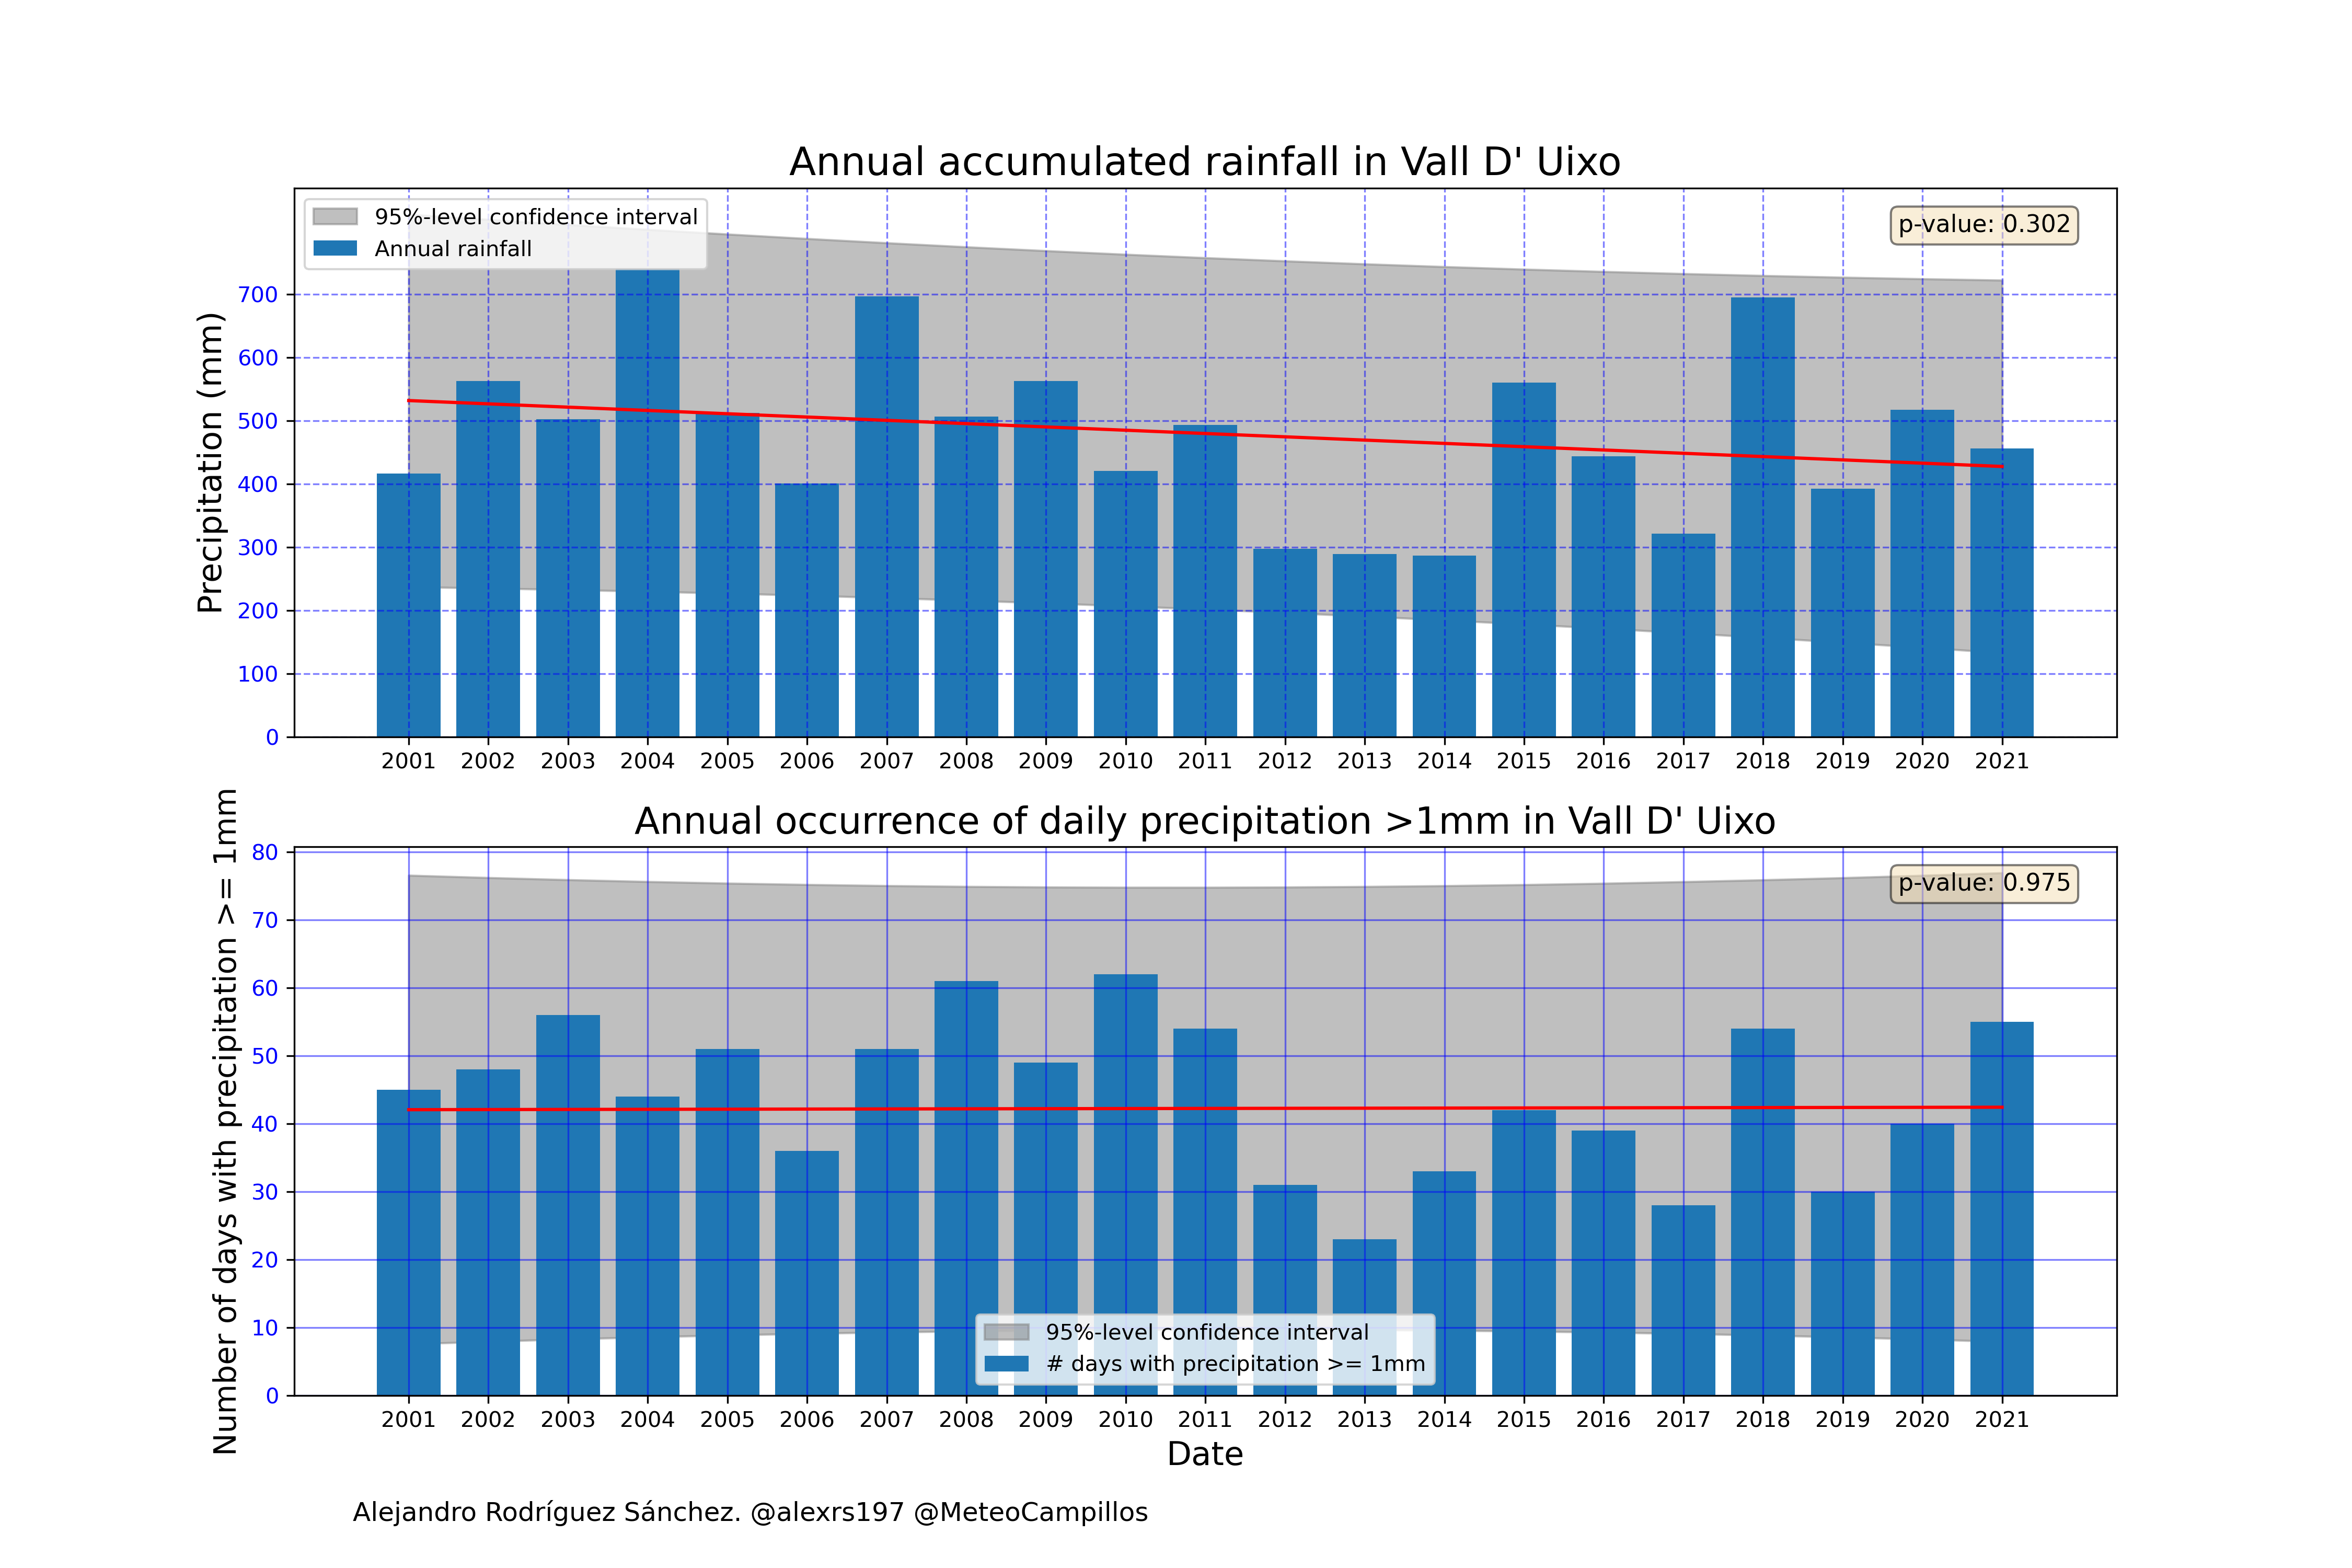 Annual accumulated rainfall in Vall D' Uixo
95%-level confidence interval
Annual rainfall
p-value: 0.302
Precipitation (mm)
700
600
500
400
300
200
100
0
2001 2002 2003 2004 2005 2006 2007 2008 2009 2010 2011 2012 2013 2014 2015 2016 2017 2018 2019 2020 2021
Annual occurrence of daily precipitation >1mm in Vall D' Uixo
p-value: 0.975
Number of days with precipitation >= 1mm
80
70
60
50
40
30
20
10
0
95%-level confidence interval
# days with precipitation >= 1mm
2001 2002 2003 2004 2005 2006 2007 2008 2009 2010 2011 2012 2013 2014 2015 2016 2017 2018 2019 2020 2021
Date
Alejandro Rodríguez Sánchez. @alexrs197 @MeteoCampillos